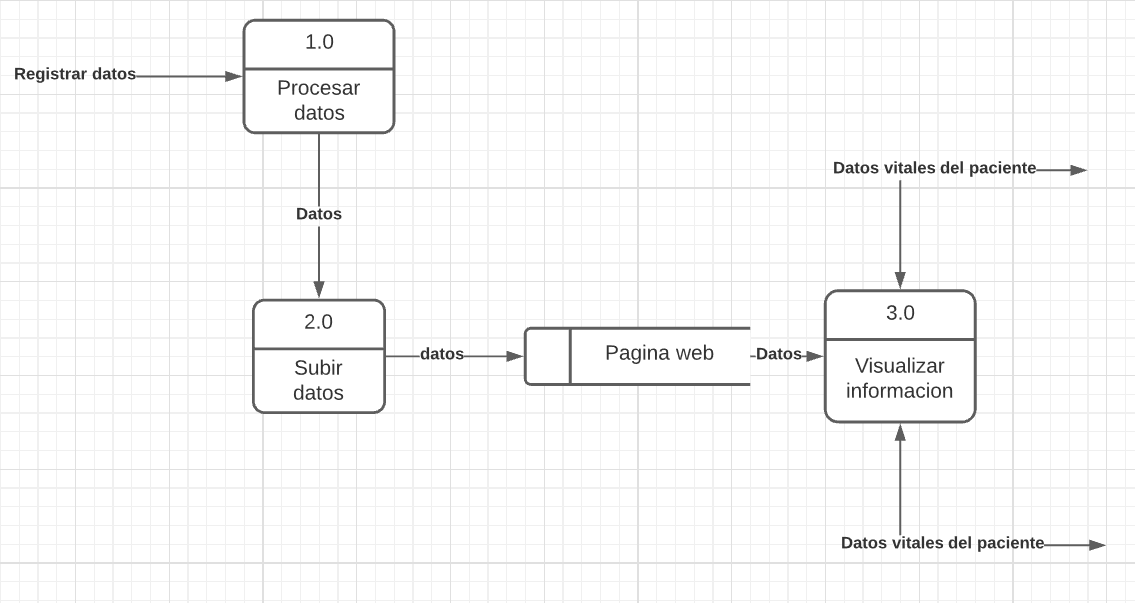 1.0
Registrar datos
Procesar
datos
Datos vitales del paciente
Datos
2.0
3.0
Subir
datos
datos
Pagina web
Datos
Visualizar
informacion
Datos vitales del paciente